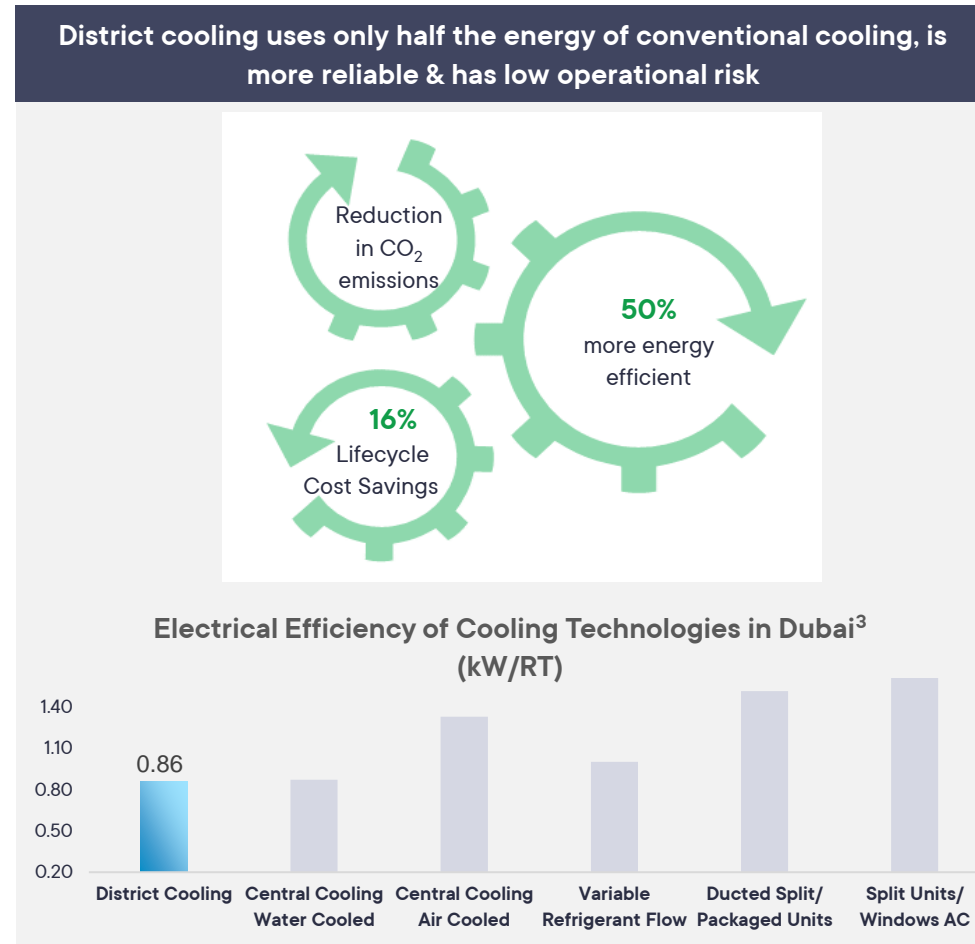 District cooling uses only half the energy of conventional cooling, is
more reliable & has low operational risk
Reduction
in CO₂
emissions
50%
more energy
efficient
16%
Lifecycle
Cost Savings
Electrical Efficiency of Cooling Technologies in Dubai³
(kW/RT)
1.40
1.10
0.80
0.50
0.20
0.86
District Cooling
Central Cooling
Water Cooled
Central Cooling
Air Cooled
Variable
Refrigerant Flow
Ducted Split/
Packaged Units
Split Units/
Windows AC